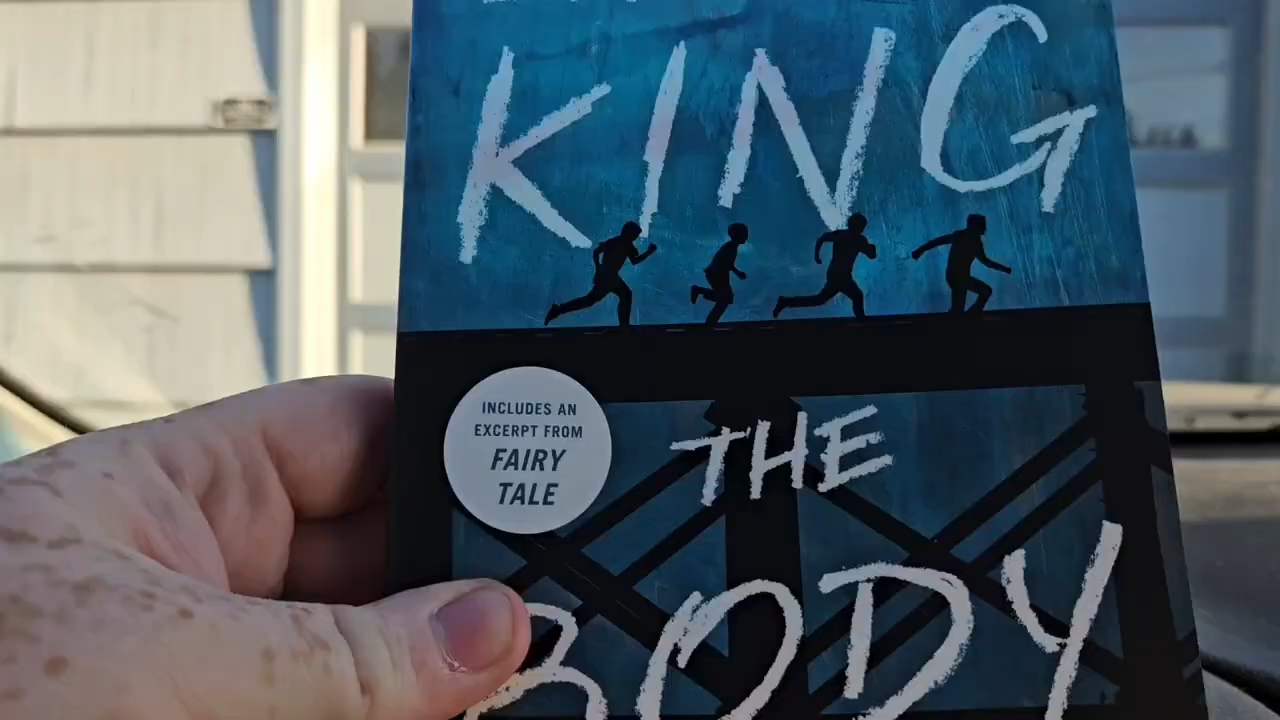 KING
INCLUDES AN
EXCERPT FROM
FAIRY
TALE
THE
BODY